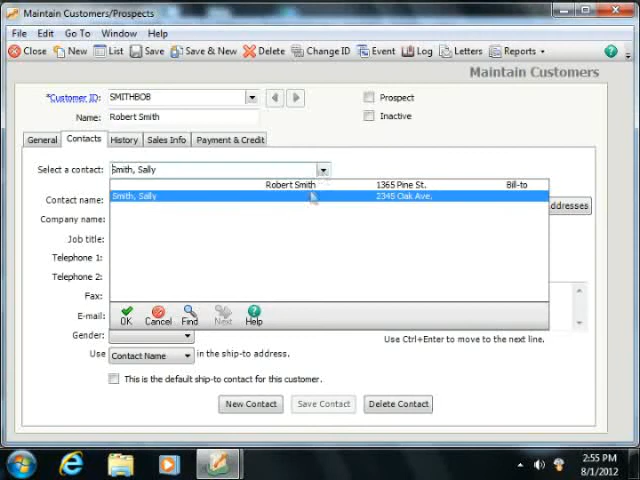 Maintain Customers/Prospects
File Edit Go To Window Help
Close New List Save Save & New Delete Change ID Event Log Letters Reports
Maintain Customers
*Customer ID: SMITHBOB
Prospect
Name: Robert Smith
Inactive
General Contacts History Sales Info Payment & Credit
Select a contact: Smith, Sally
Robert Smith 1365 Pine St. Bill-to
Smith, Sally 2345 Oak Ave,
Contact name:
Company name:
Job title:
Telephone 1:
Telephone 2:
Fax:
E-mail:
OK Cancel Find Next Help
Gender:
Use Ctrl+Enter to move to the next line.
Use Contact Name in the ship-to address.
This is the default ship-to contact for this customer.
New Contact Save Contact Delete Contact
2:55 PM
8/1/2012